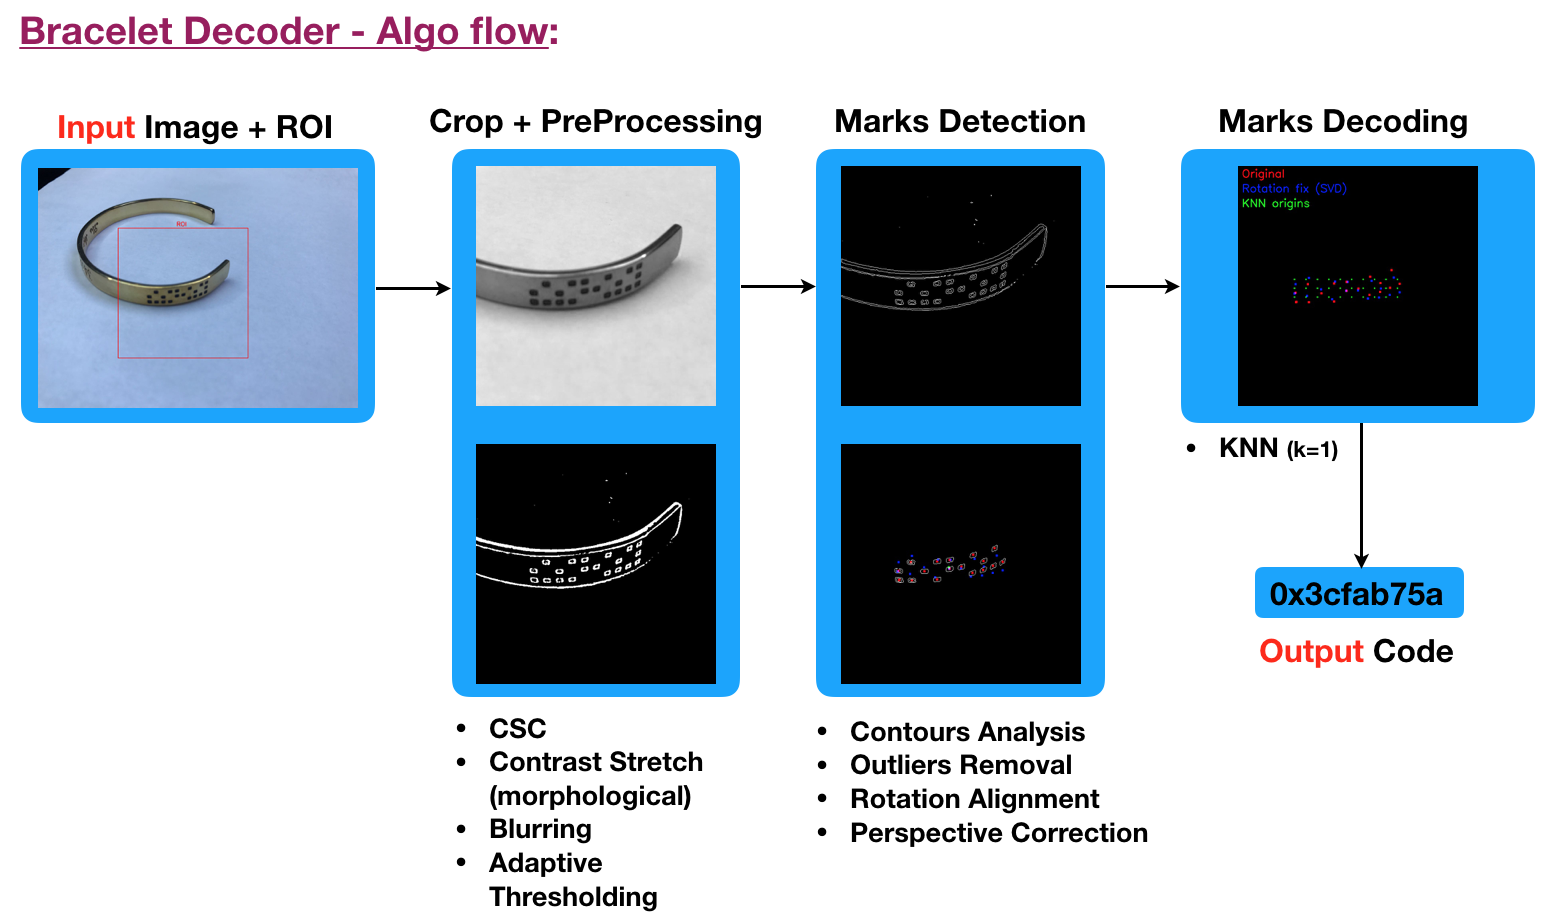 Bracelet Decoder - Algo flow:
Input Image + ROI
ROI
Crop + PreProcessing
• CSC
• Contrast Stretch
(morphological)
• Blurring
• Adaptive
Thresholding
Marks Detection
• Contours Analysis
• Outliers Removal
• Rotation Alignment
• Perspective Correction
Marks Decoding
Original
Rotation fix (SVD)
KNN origins
• KNN (k=1)
0x3cfab75a
Output Code